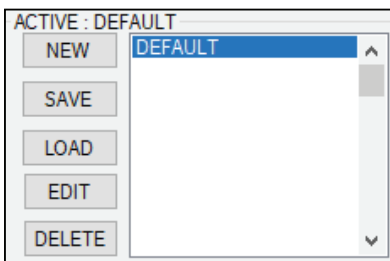 ACTIVE : DEFAULT
NEW
DEFAULT
SAVE
LOAD
EDIT
DELETE